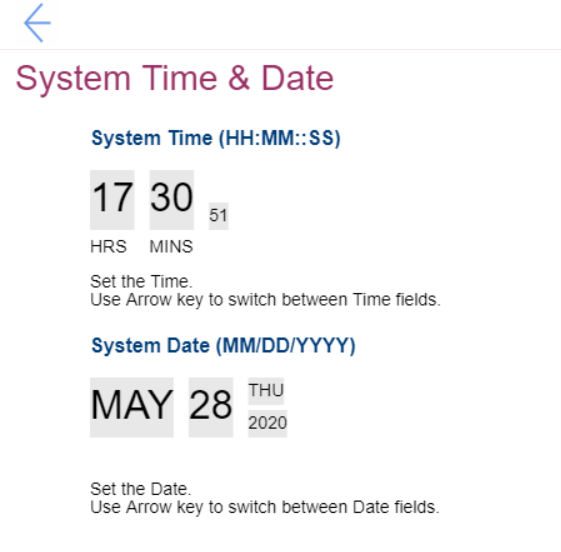 System Time & Date
System Time (HH:MM::SS)
17 30 51
HRS MINS
Set the Time.
Use Arrow key to switch between Time fields.
System Date (MM/DD/YYYY)
MAY 28 THU
2020
Set the Date.
Use Arrow key to switch between Date fields.